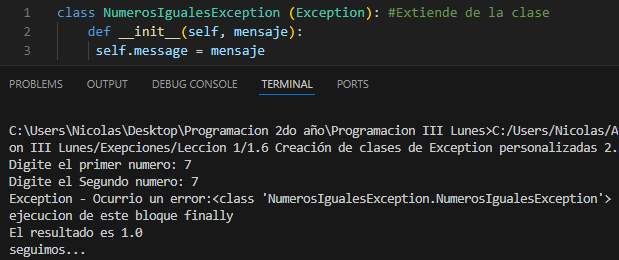 1 class NumerosIgualesException (Exception): #Extiende de la clase
2 def __init__(self, mensaje):
3 self.message = mensaje
PROBLEMS OUTPUT DEBUG CONSOLE TERMINAL PORTS
C:\Users\Nicolas\Desktop\Programacion 2do año\Programacion III Lunes>C:/Users/Nicolas/A
on III Lunes/Exepciones/Leccion 1/1.6 Creación de clases de Exception personalizadas 2.
Digite el primer numero: 7
Digite el Segundo numero: 7
Exception - Ocurrio un error:<class 'NumerosIgualesException.NumerosIgualesException'>
ejecucion de este bloque finally
El resultado es 1.0
seguimos...